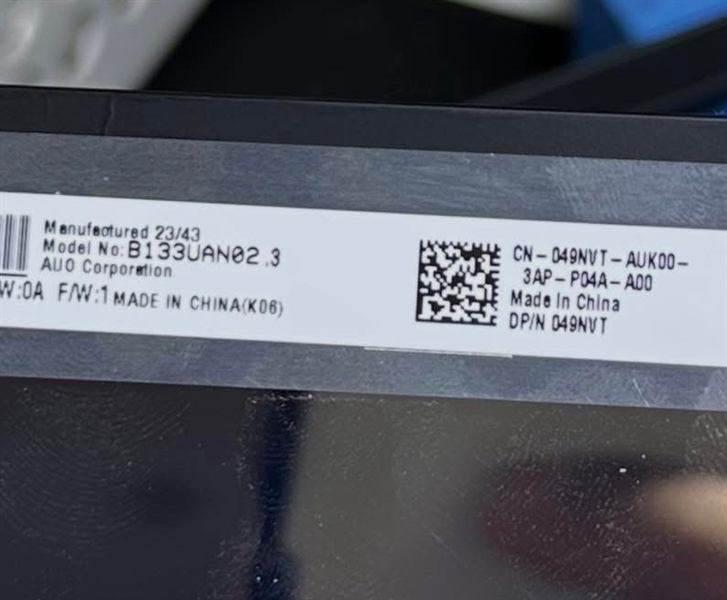 Manufactured 23/43
Model No:B133UAN02.3
AUO Corporation
W:0A F/W:1 MADE IN CHINA(K06)
CN-049NVT-AUK00-
3AP-P04A-A00
Made In China
DP/N 049NVT